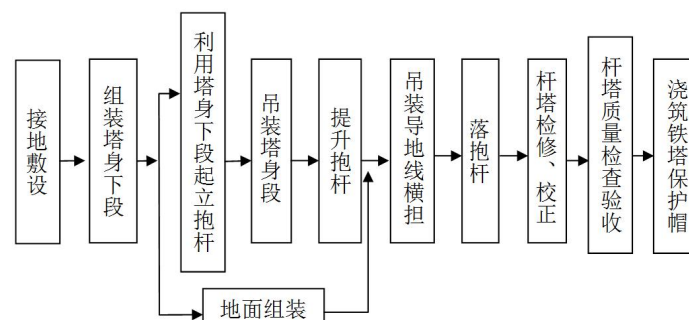 接地敷设
组装塔身下段
利用塔身下段起立抱杆
吊装塔身段
提升抱杆
吊装导地线横担
落抱杆
杆塔检修、校正
杆塔质量检查验收
浇筑铁塔保护帽
地面组装